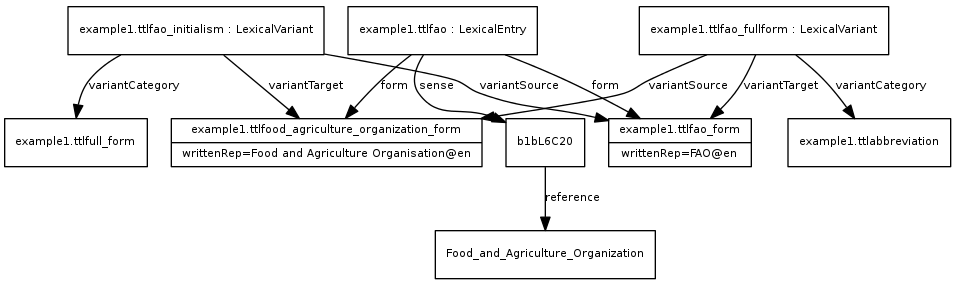 example1.ttlfao_initialism : LexicalVariant
example1.ttlfao : LexicalEntry
example1.ttlfao_fullform : LexicalVariant
variantCategory
variantTarget
form
sense
variantSource
form
variantSource
variantTarget
variantCategory
example1.ttlfull_form
example1.ttlfood_agriculture_organization_form
writtenRep=Food and Agriculture Organisation@en
b1bL6C20
example1.ttlfao_form
writtenRep=FAO@en
example1.ttlabbreviation
reference
Food_and_Agriculture_Organization